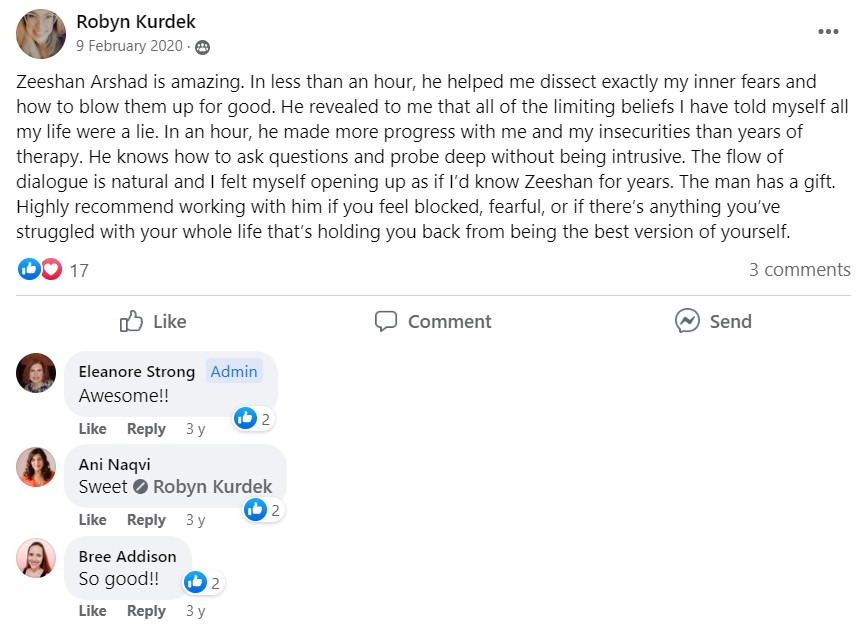 Robyn Kurdek
9 February 2020 ·
Zeeshan Arshad is amazing. In less than an hour, he helped me dissect exactly my inner fears and
how to blow them up for good. He revealed to me that all of the limiting beliefs I have told myself all
my life were a lie. In an hour, he made more progress with me and my insecurities than years of
therapy. He knows how to ask questions and probe deep without being intrusive. The flow of
dialogue is natural and I felt myself opening up as if I’d know Zeeshan for years. The man has a gift.
Highly recommend working with him if you feel blocked, fearful, or if there’s anything you’ve
struggled with your whole life that’s holding you back from being the best version of yourself.
17 3 comments
Like Comment Send
Eleanore Strong Admin
Awesome!!
Like Reply 3 y 2
Ani Naqvi
Sweet Robyn Kurdek
Like Reply 3 y 2
Bree Addison
So good!! 2
Like Reply 3 y